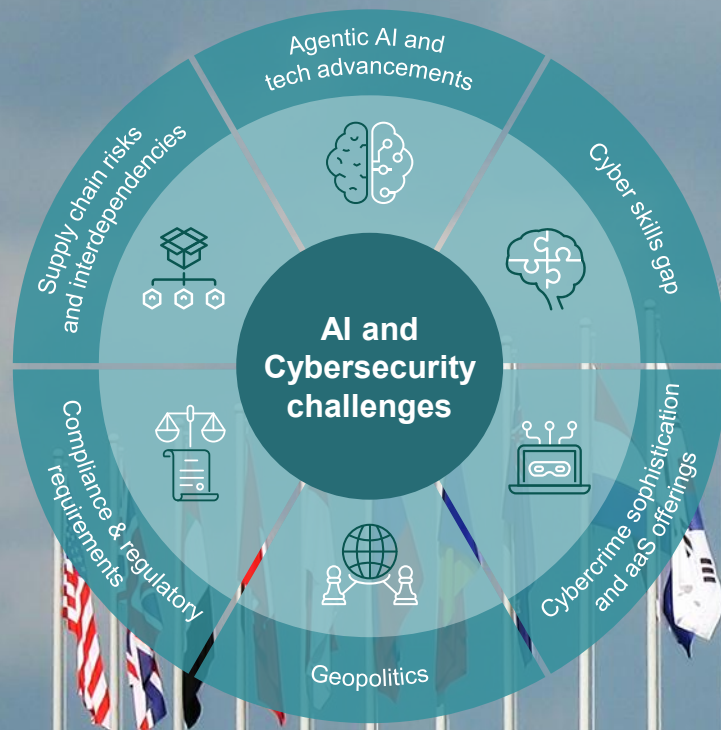 Agentic AI and
tech advancements
Cyber skills gap
Cybercrime sophistication
and aaS offerings
Geopolitics
Compliance & regulatory
requirements
Supply chain risks
and interdependencies
AI and
Cybersecurity
challenges